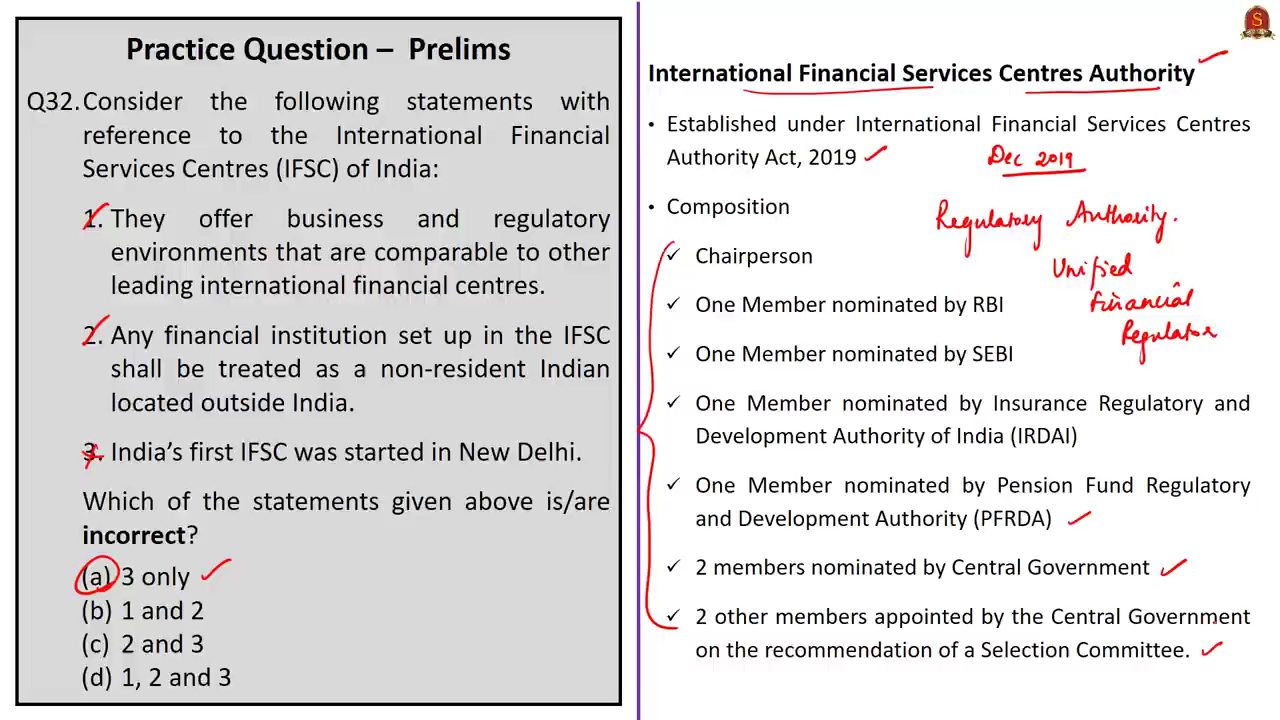 Practice Question – Prelims
Q32. Consider the following statements with
reference to the International Financial
Services Centres (IFSC) of India:
1. They offer business and regulatory
environments that are comparable to other
leading international financial centres.
2. Any financial institution set up in the IFSC
shall be treated as a non-resident Indian
located outside India.
3. India's first IFSC was started in New Delhi.
Which of the statements given above is/are
incorrect?
(a) 3 only
(b) 1 and 2
(c) 2 and 3
(d) 1, 2 and 3
International Financial Services Centres Authority
• Established under International Financial Services Centres
Authority Act, 2019
Dec 2019
• Composition
Regulatory Authority.
Unified
Financial
Regulator
✓ Chairperson
✓ One Member nominated by RBI
✓ One Member nominated by SEBI
✓ One Member nominated by Insurance Regulatory and
Development Authority of India (IRDAI)
✓ One Member nominated by Pension Fund Regulatory
and Development Authority (PFRDA)
✓ 2 members nominated by Central Government
✓ 2 other members appointed by the Central Government
on the recommendation of a Selection Committee.
S